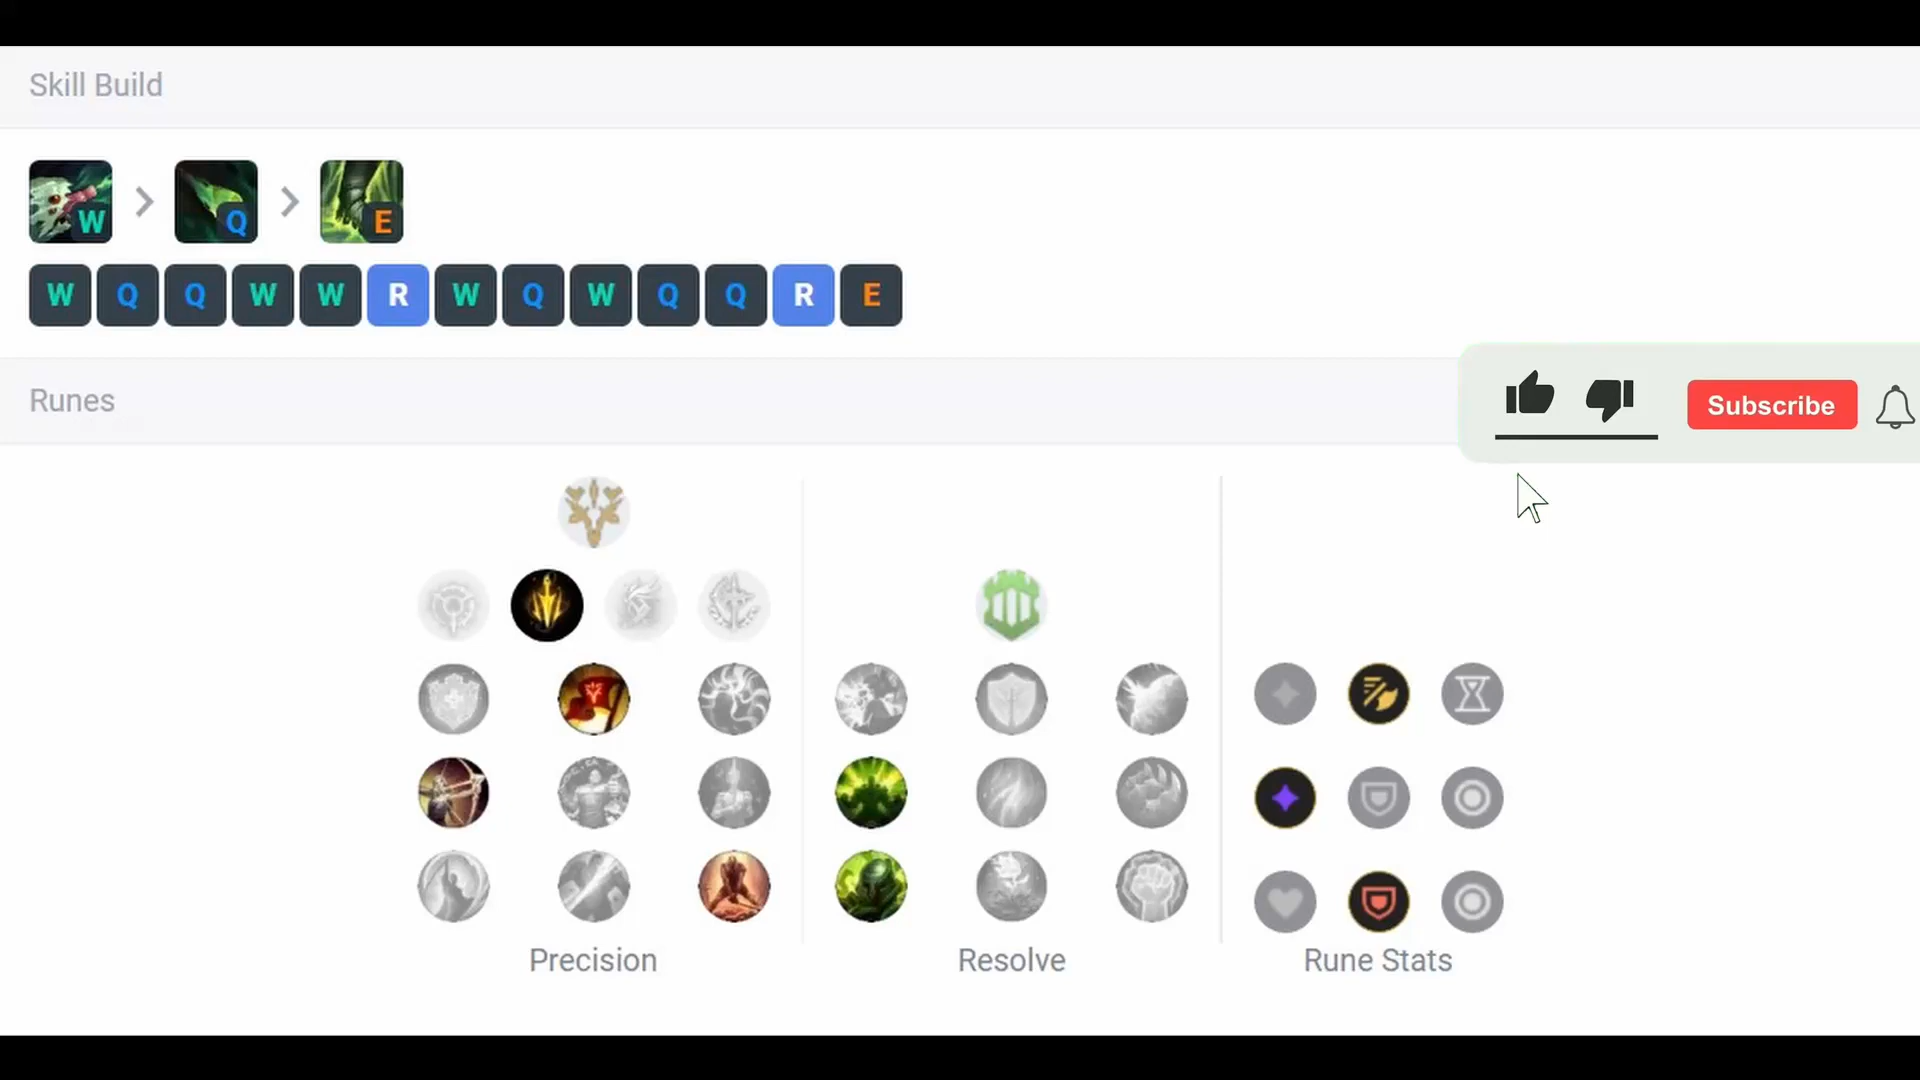 Skill Build
W Q E
W Q Q W W R W Q W Q Q R E
Runes
Subscribe
Precision Resolve Rune Stats